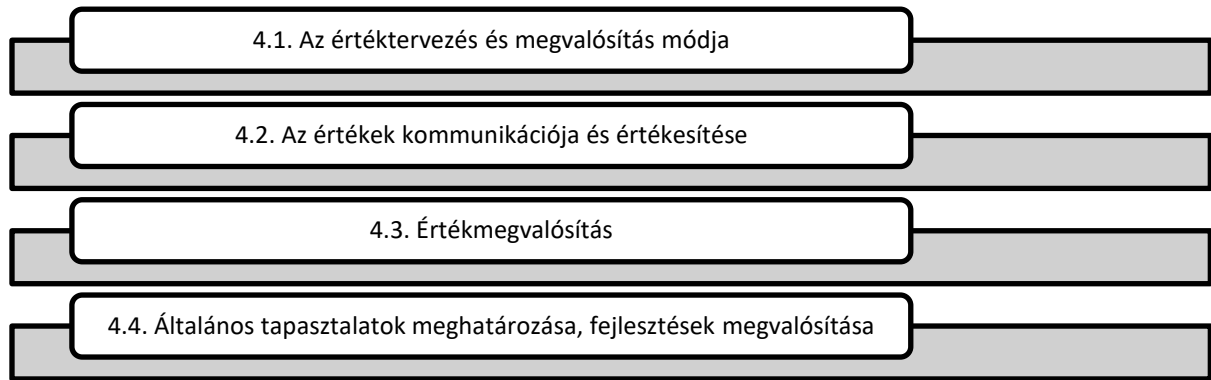 4.1. Az értéktervezés és megvalósítás módja
4.2. Az értékek kommunikációja és értékesítése
4.3. Értékmegvalósítás
4.4. Általános tapasztalatok meghatározása, fejlesztések megvalósítása